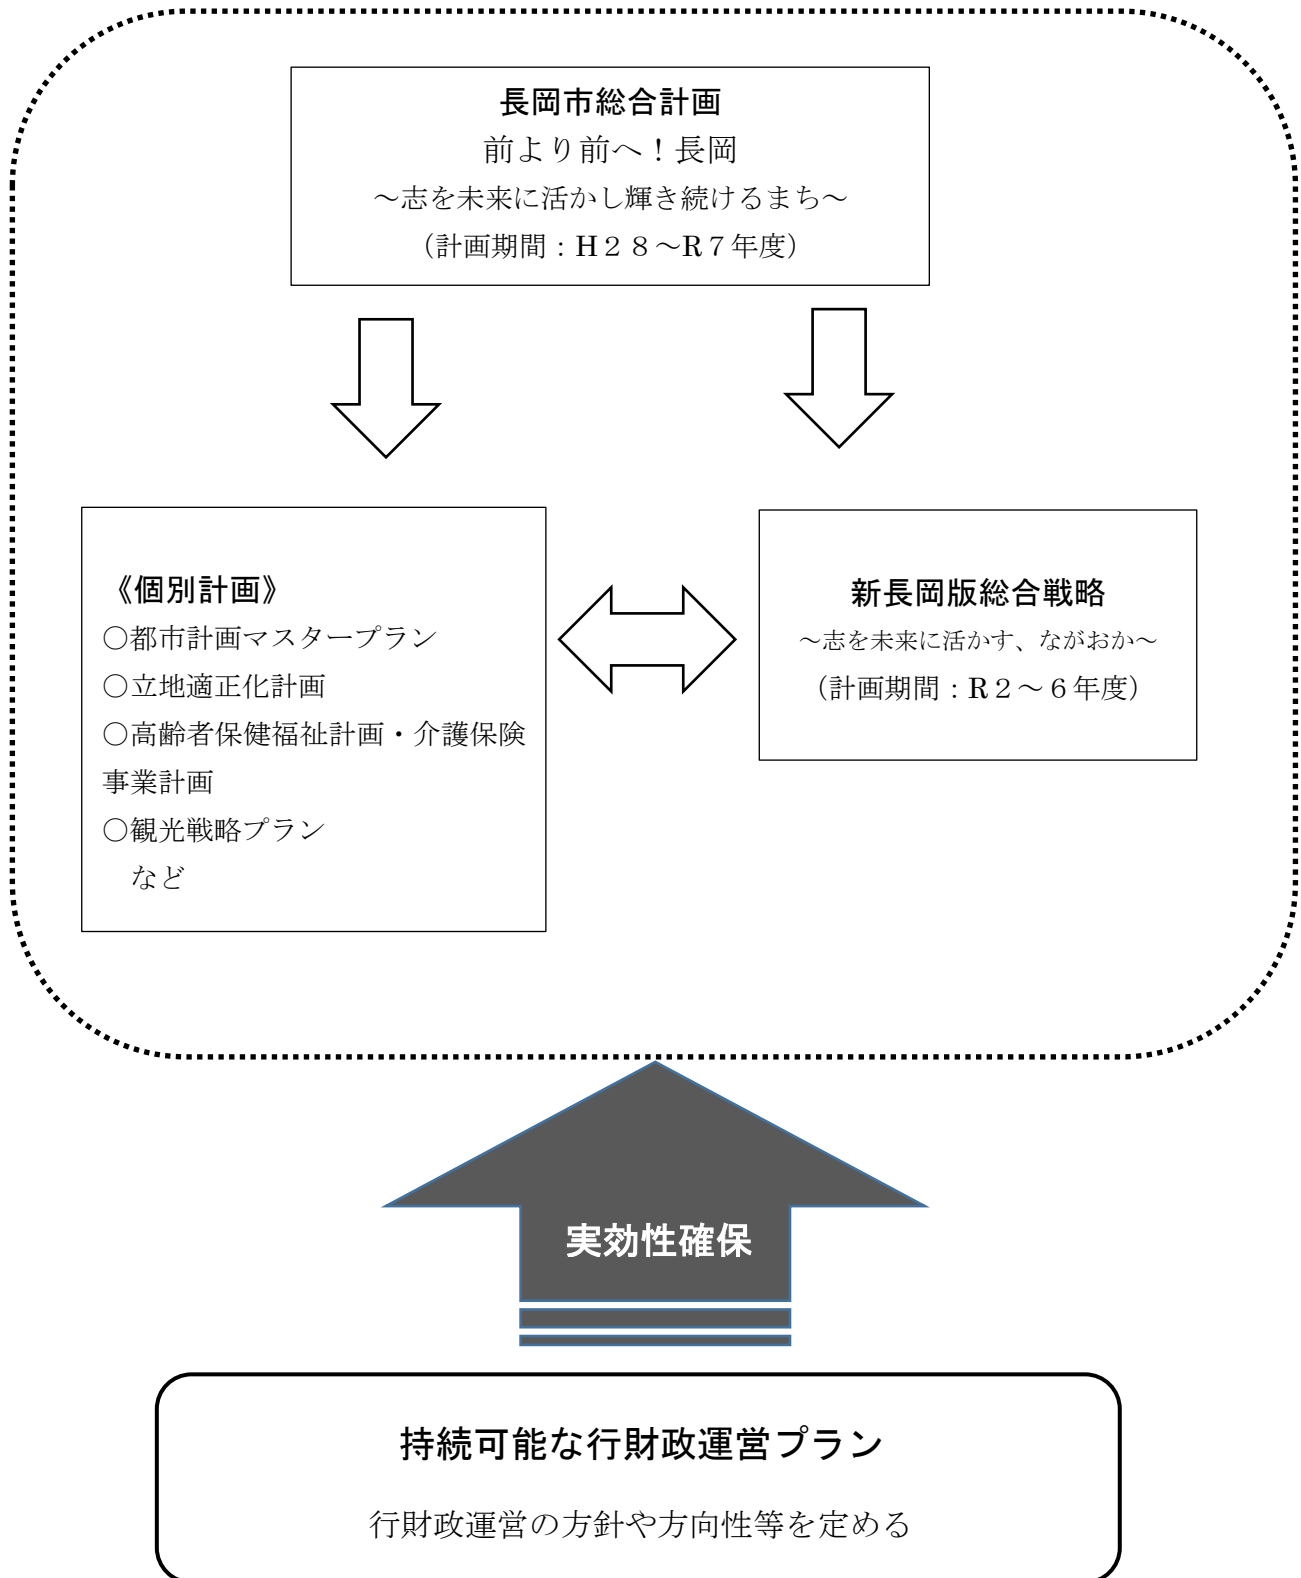 長岡市総合計画
前より前へ！長岡
～志を未来に活かし輝き続けるまち～
（計画期間：H２８～R７年度）
《個別計画》
○都市計画マスタープラン
○立地適正化計画
○高齢者保健福祉計画・介護保険
事業計画
○観光戦略プラン
など
新長岡版総合戦略
～志を未来に活かす、ながおか～
（計画期間：R２～６年度）
実効性確保
持続可能な行財政運営プラン
行財政運営の方針や方向性等を定める